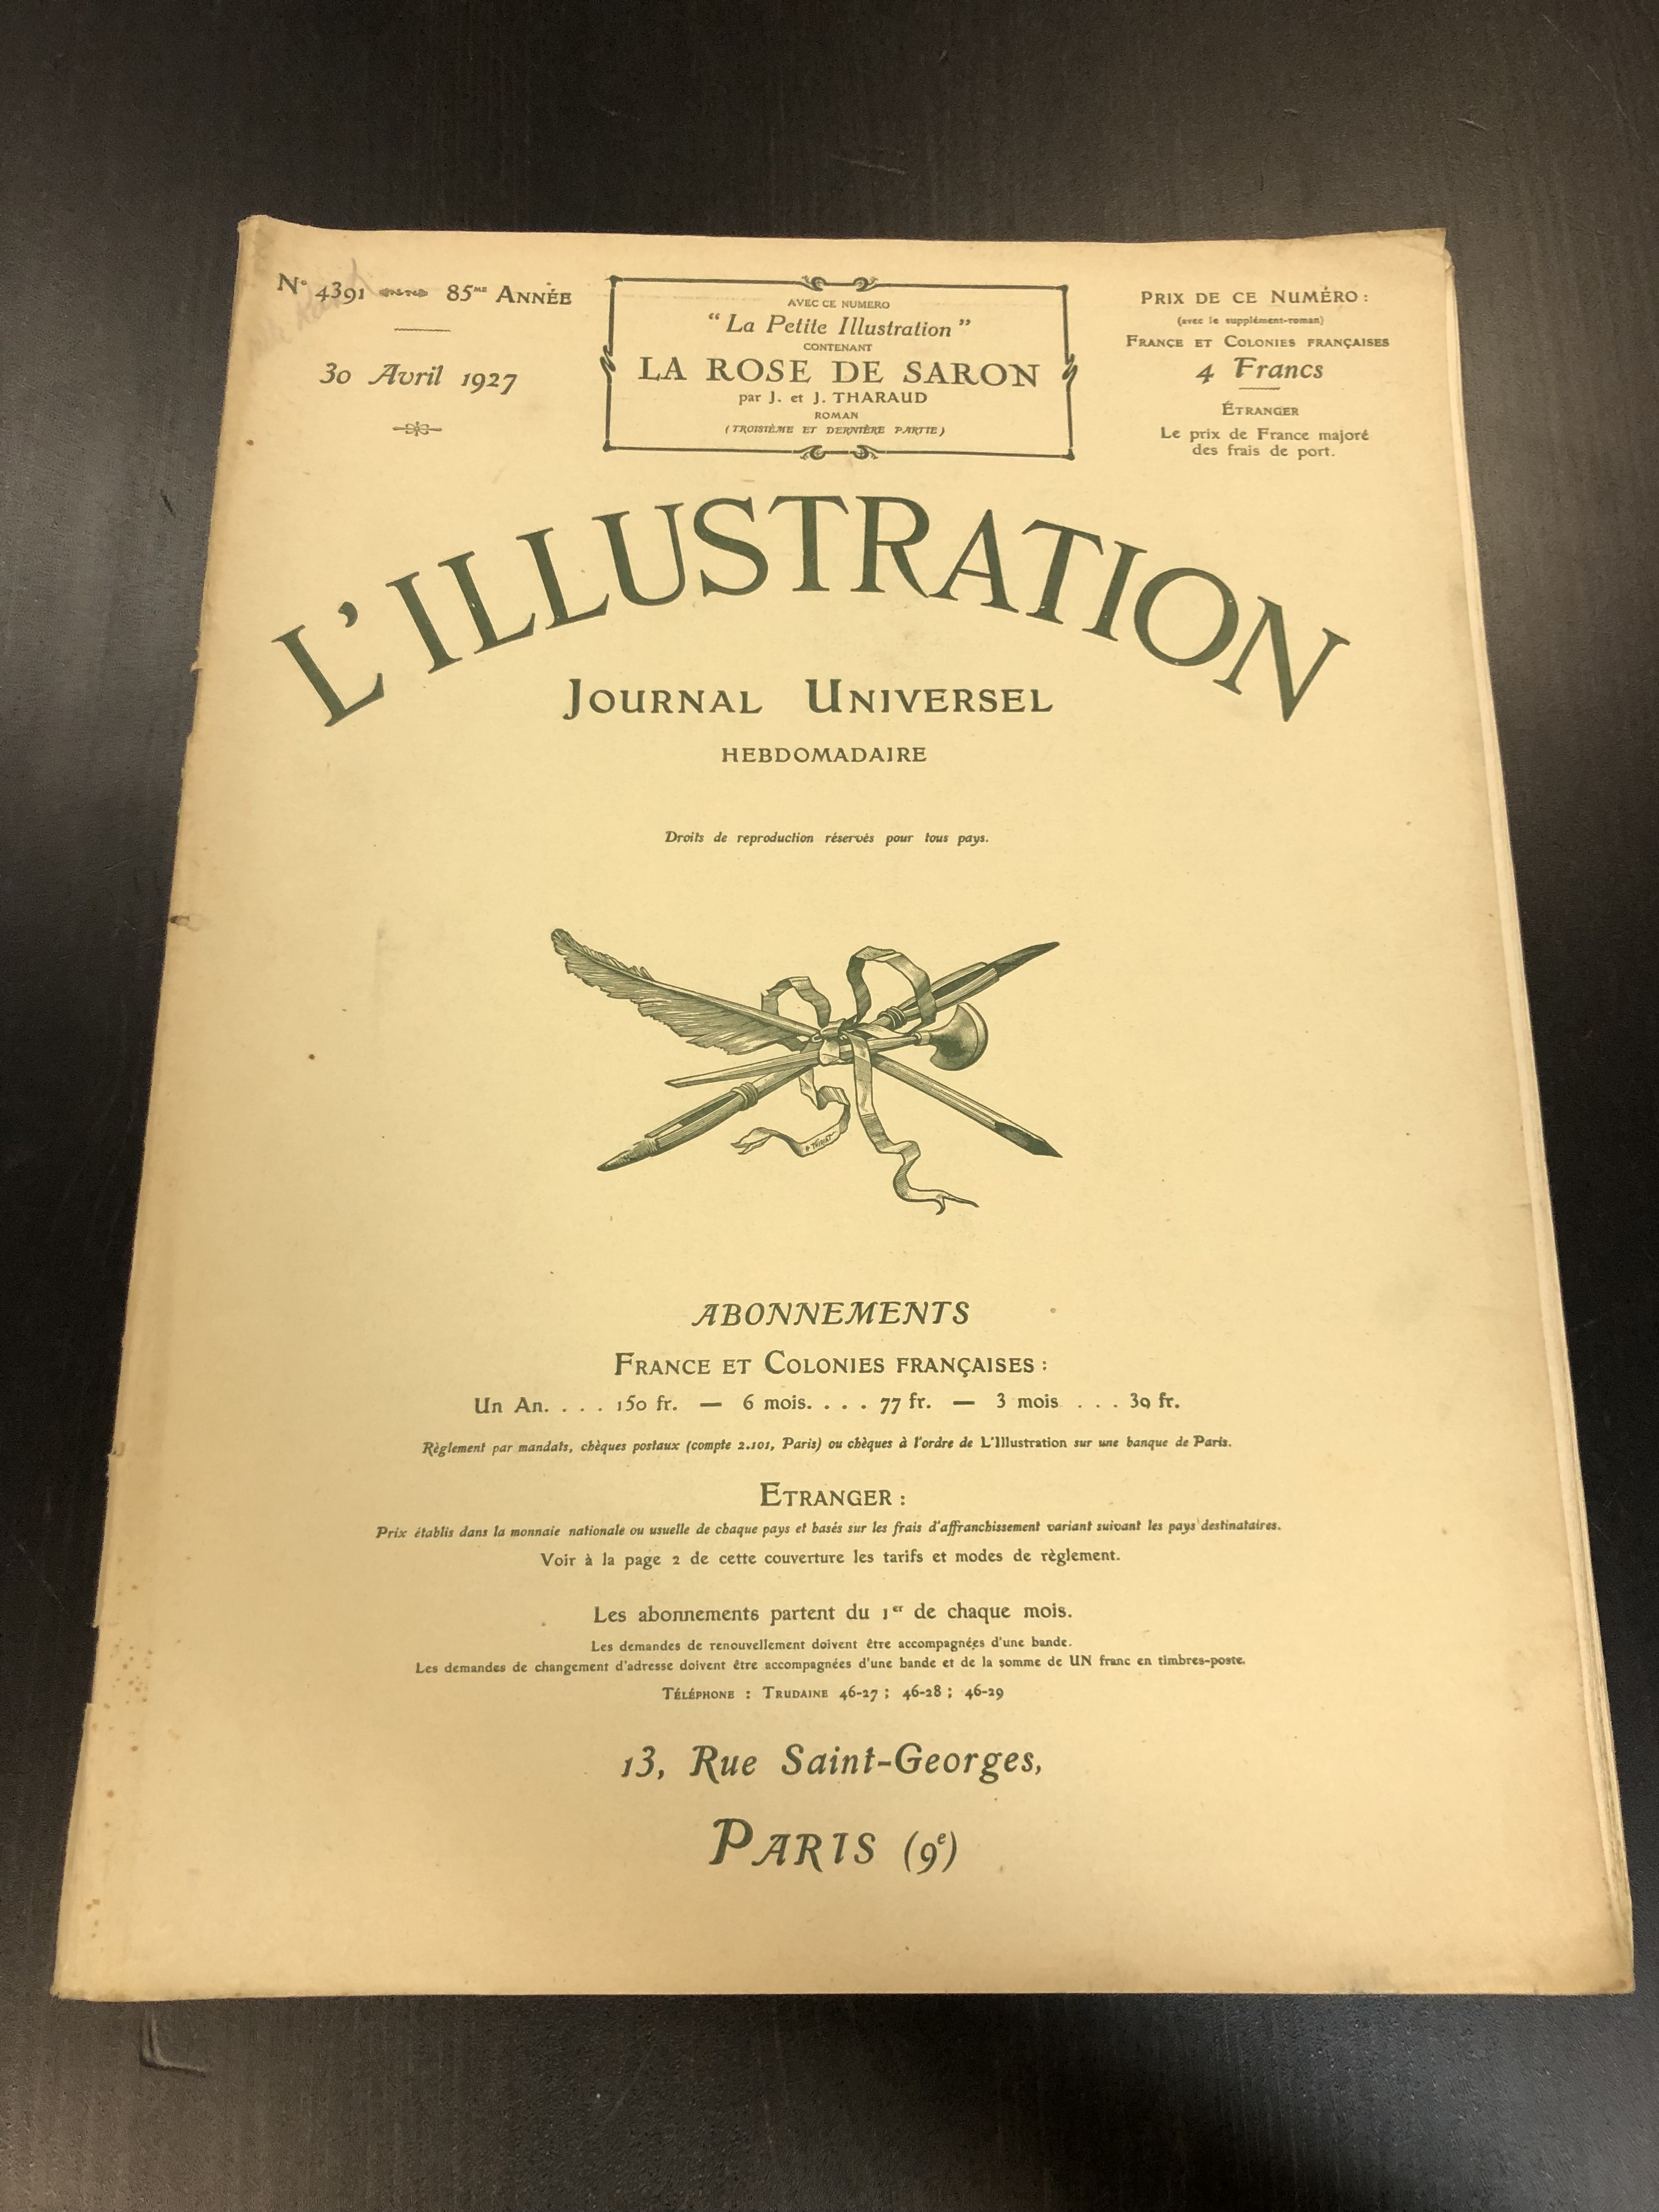 N° 4391 85ME ANNÉE
30 Avril 1927
AVEC CE NUMERO
“La Petite Illustration”
CONTENANT
LA ROSE DE SARON
par J. et J. THARAUD
ROMAN
(TROISIÈME ET DERNIÈRE PARTIE)
PRIX DE CE NUMÉRO :
(avec le supplément-roman)
FRANCE ET COLONIES FRANÇAISES
4 Francs
ÉTRANGER
Le prix de France majoré
des frais de port.
L'ILLUSTRATION
JOURNAL UNIVERSEL
HEBDOMADAIRE
Droits de reproduction réservés pour tous pays.
ABONNEMENTS
FRANCE ET COLONIES FRANÇAISES :
Un An. . . . 150 fr. — 6 mois. . . . 77 fr. — 3 mois . . . 39 fr.
Règlement par mandats, chèques postaux (compte 2.101, Paris) ou chèques à l'ordre de L'Illustration sur une banque de Paris.
ETRANGER :
Prix établis dans la monnaie nationale ou usuelle de chaque pays et basés sur les frais d'affranchissement variant suivant les pays destinataires.
Voir à la page 2 de cette couverture les tarifs et modes de règlement.
Les abonnements partent du 1er de chaque mois.
Les demandes de renouvellement doivent être accompagnées d'une bande.
Les demandes de changement d'adresse doivent être accompagnées d'une bande et de la somme de UN franc en timbres-poste.
TÉLÉPHONE : TRUDAINE 46-27 ; 46-28 ; 46-29
13, Rue Saint-Georges,
PARIS (9e)